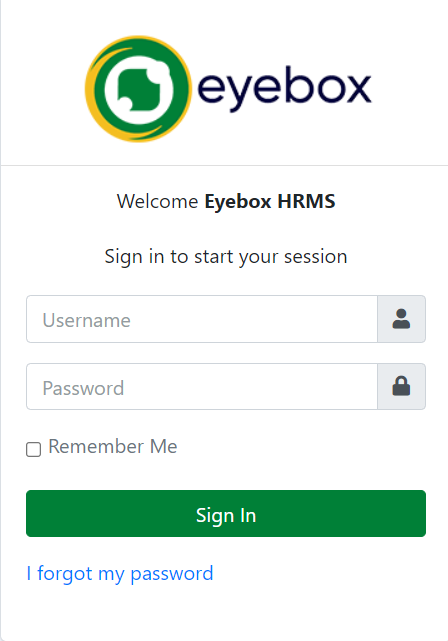 eyebox
Welcome Eyebox HRMS
Sign in to start your session
Username
Password
Remember Me
Sign In
I forgot my password